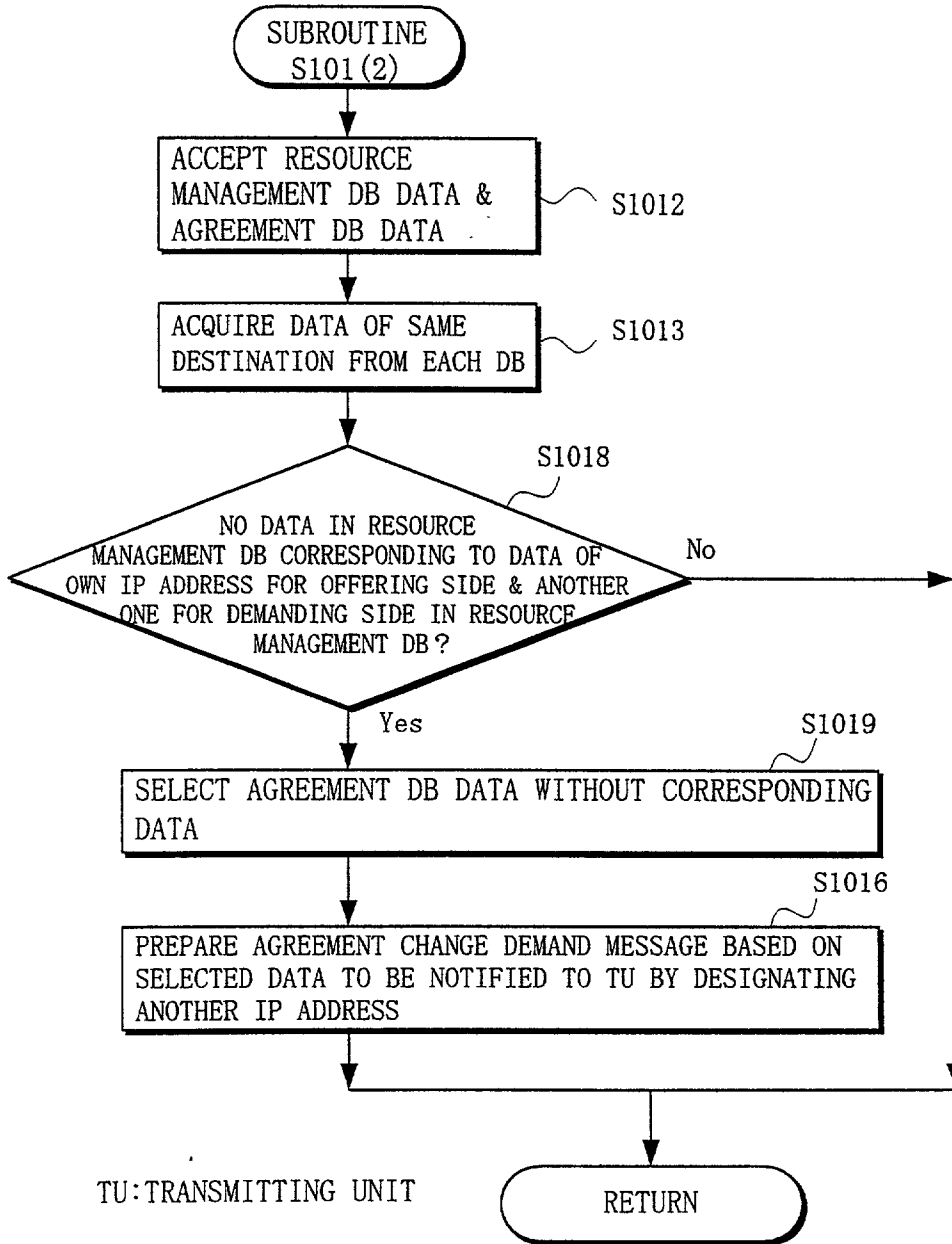 SUBROUTINE
S101(2)
ACCEPT RESOURCE
MANAGEMENT DB DATA &
AGREEMENT DB DATA
S1012
ACQUIRE DATA OF SAME
DESTINATION FROM EACH DB
S1013
S1018
NO DATA IN RESOURCE
MANAGEMENT DB CORRESPONDING TO DATA OF
OWN IP ADDRESS FOR OFFERING SIDE & ANOTHER
ONE FOR DEMANDING SIDE IN RESOURCE
MANAGEMENT DB?
No
Yes
S1019
SELECT AGREEMENT DB DATA WITHOUT CORRESPONDING
DATA
S1016
PREPARE AGREEMENT CHANGE DEMAND MESSAGE BASED ON
SELECTED DATA TO BE NOTIFIED TO TU BY DESIGNATING
ANOTHER IP ADDRESS
TU:TRANSMITTING UNIT
RETURN